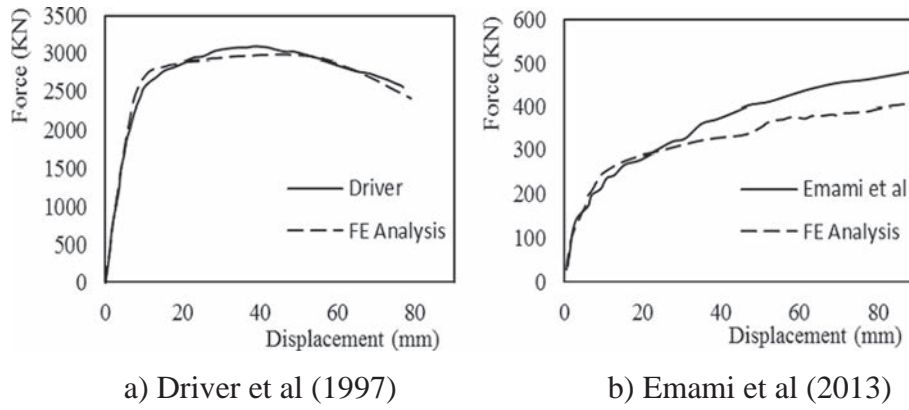 3500
3000
2500
2000
1500
1000
500
0
Force (KN)
Driver
FE Analysis
0 20 40 60 80
Displacement (mm)
a) Driver et al (1997)
600
500
400
300
200
100
0
Force (KN)
Emami et al
FE Analysis
0 20 40 60 80
Displacement (mm)
b) Emami et al (2013)